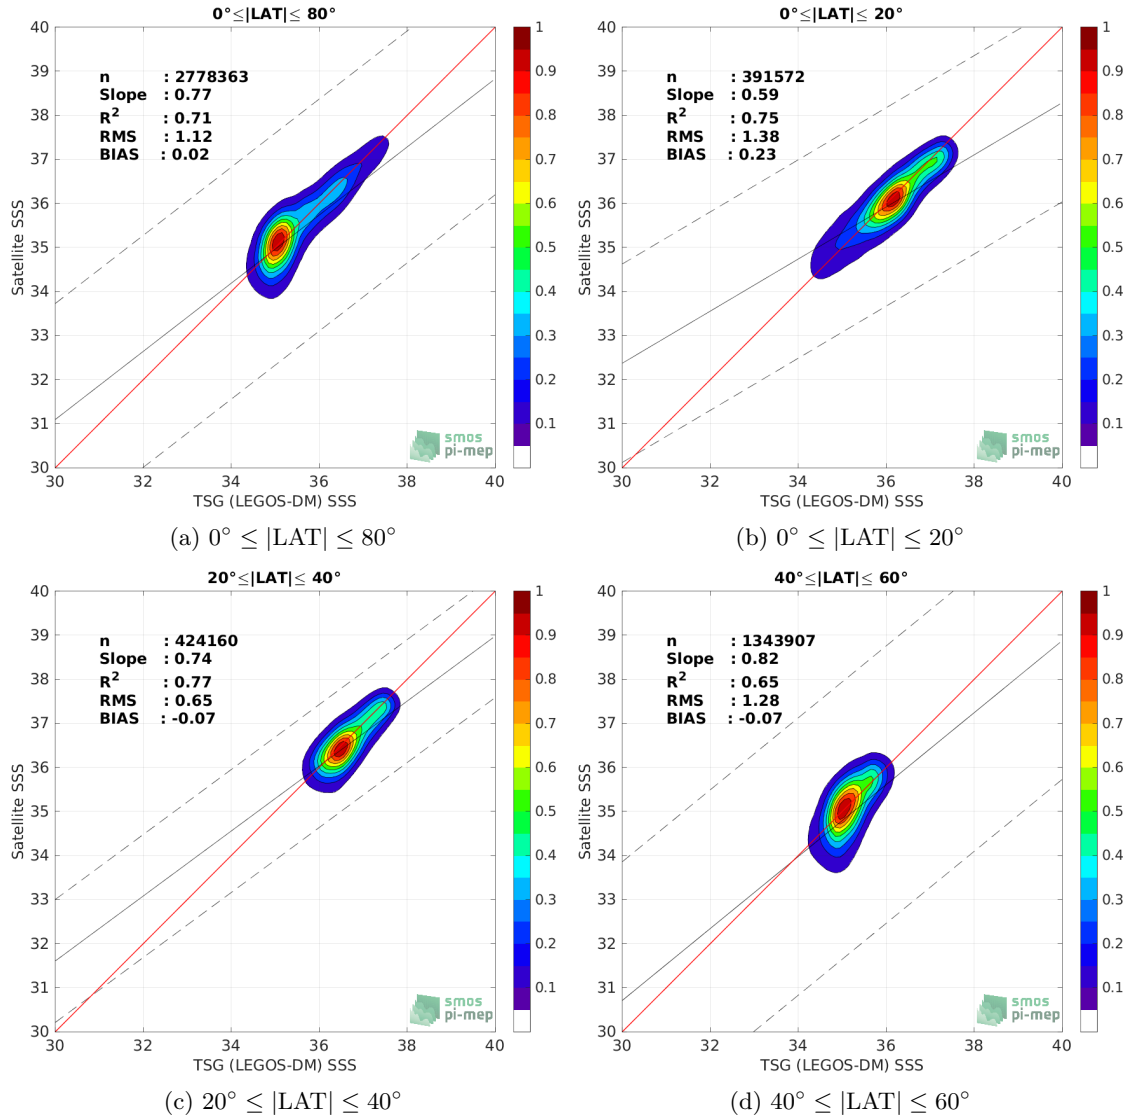 0°≤|LAT|≤ 80°
n : 2778363
Slope : 0.77
R² : 0.71
RMS : 1.12
BIAS : 0.02
40
39
38
37
36
35
34
33
32
31
30
30 32 34 36 38 40
Satellite SSS
TSG (LEGOS-DM) SSS
smos
pi-mep
1
0.9
0.8
0.7
0.6
0.5
0.4
0.3
0.2
0.1
(a) 0° ≤ |LAT| ≤ 80°
0°≤|LAT|≤ 20°
n : 391572
Slope : 0.59
R² : 0.75
RMS : 1.38
BIAS : 0.23
40
39
38
37
36
35
34
33
32
31
30
30 32 34 36 38 40
Satellite SSS
TSG (LEGOS-DM) SSS
smos
pi-mep
1
0.9
0.8
0.7
0.6
0.5
0.4
0.3
0.2
0.1
(b) 0° ≤ |LAT| ≤ 20°
20°≤|LAT|≤ 40°
n : 424160
Slope : 0.74
R² : 0.77
RMS : 0.65
BIAS : -0.07
40
39
38
37
36
35
34
33
32
31
30
30 32 34 36 38 40
Satellite SSS
TSG (LEGOS-DM) SSS
smos
pi-mep
1
0.9
0.8
0.7
0.6
0.5
0.4
0.3
0.2
0.1
(c) 20° ≤ |LAT| ≤ 40°
40°≤|LAT|≤ 60°
n : 1343907
Slope : 0.82
R² : 0.65
RMS : 1.28
BIAS : -0.07
40
39
38
37
36
35
34
33
32
31
30
30 32 34 36 38 40
Satellite SSS
TSG (LEGOS-DM) SSS
smos
pi-mep
1
0.9
0.8
0.7
0.6
0.5
0.4
0.3
0.2
0.1
(d) 40° ≤ |LAT| ≤ 60°